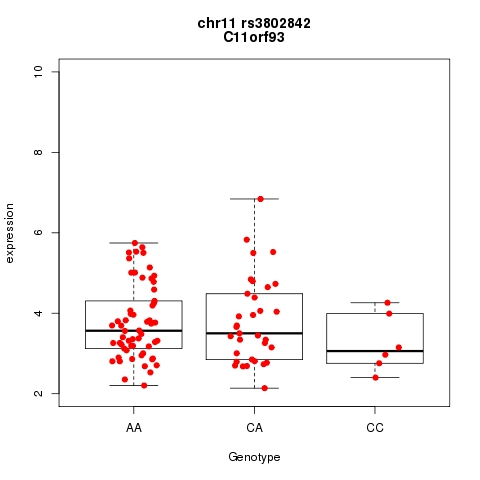 chr11 rs3802842
C11orf93
10
8
6
4
2
expression
AA
CA
CC
Genotype